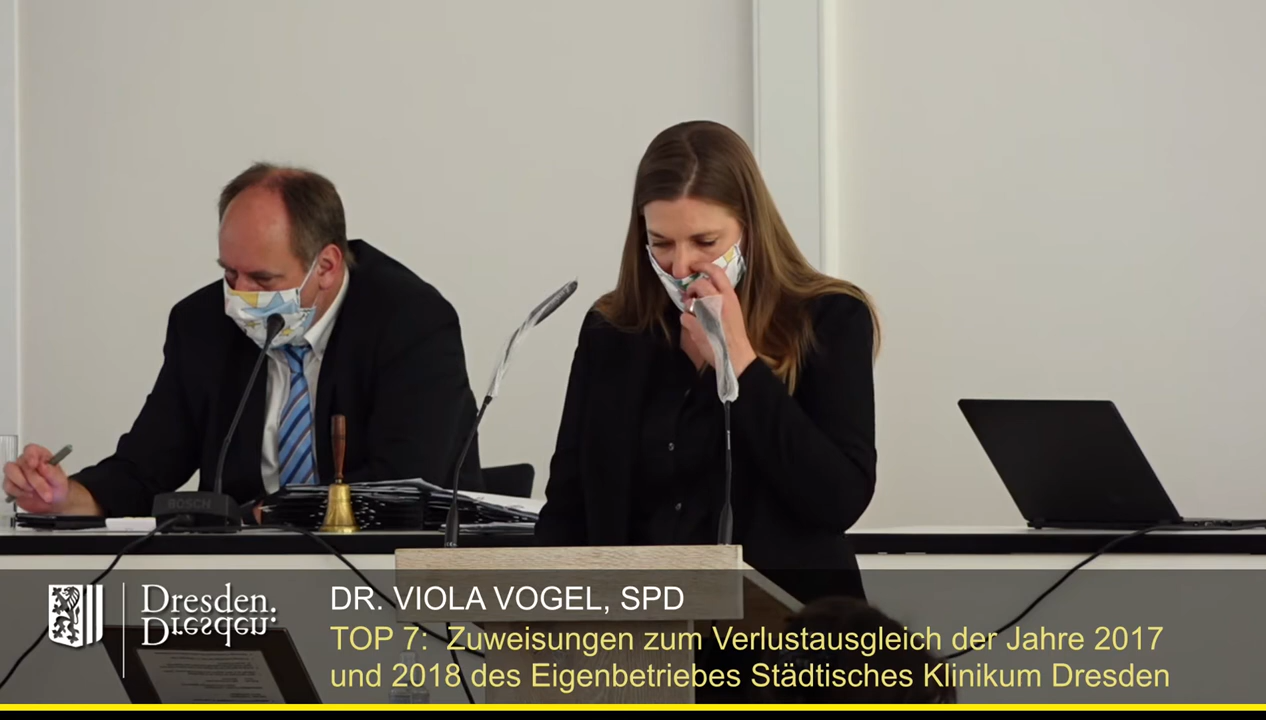 BOSCH
Dresden.
Dresden.
DR. VIOLA VOGEL, SPD
TOP 7: Zuweisungen zum Verlustausgleich der Jahre 2017
und 2018 des Eigenbetriebes Städtisches Klinikum Dresden